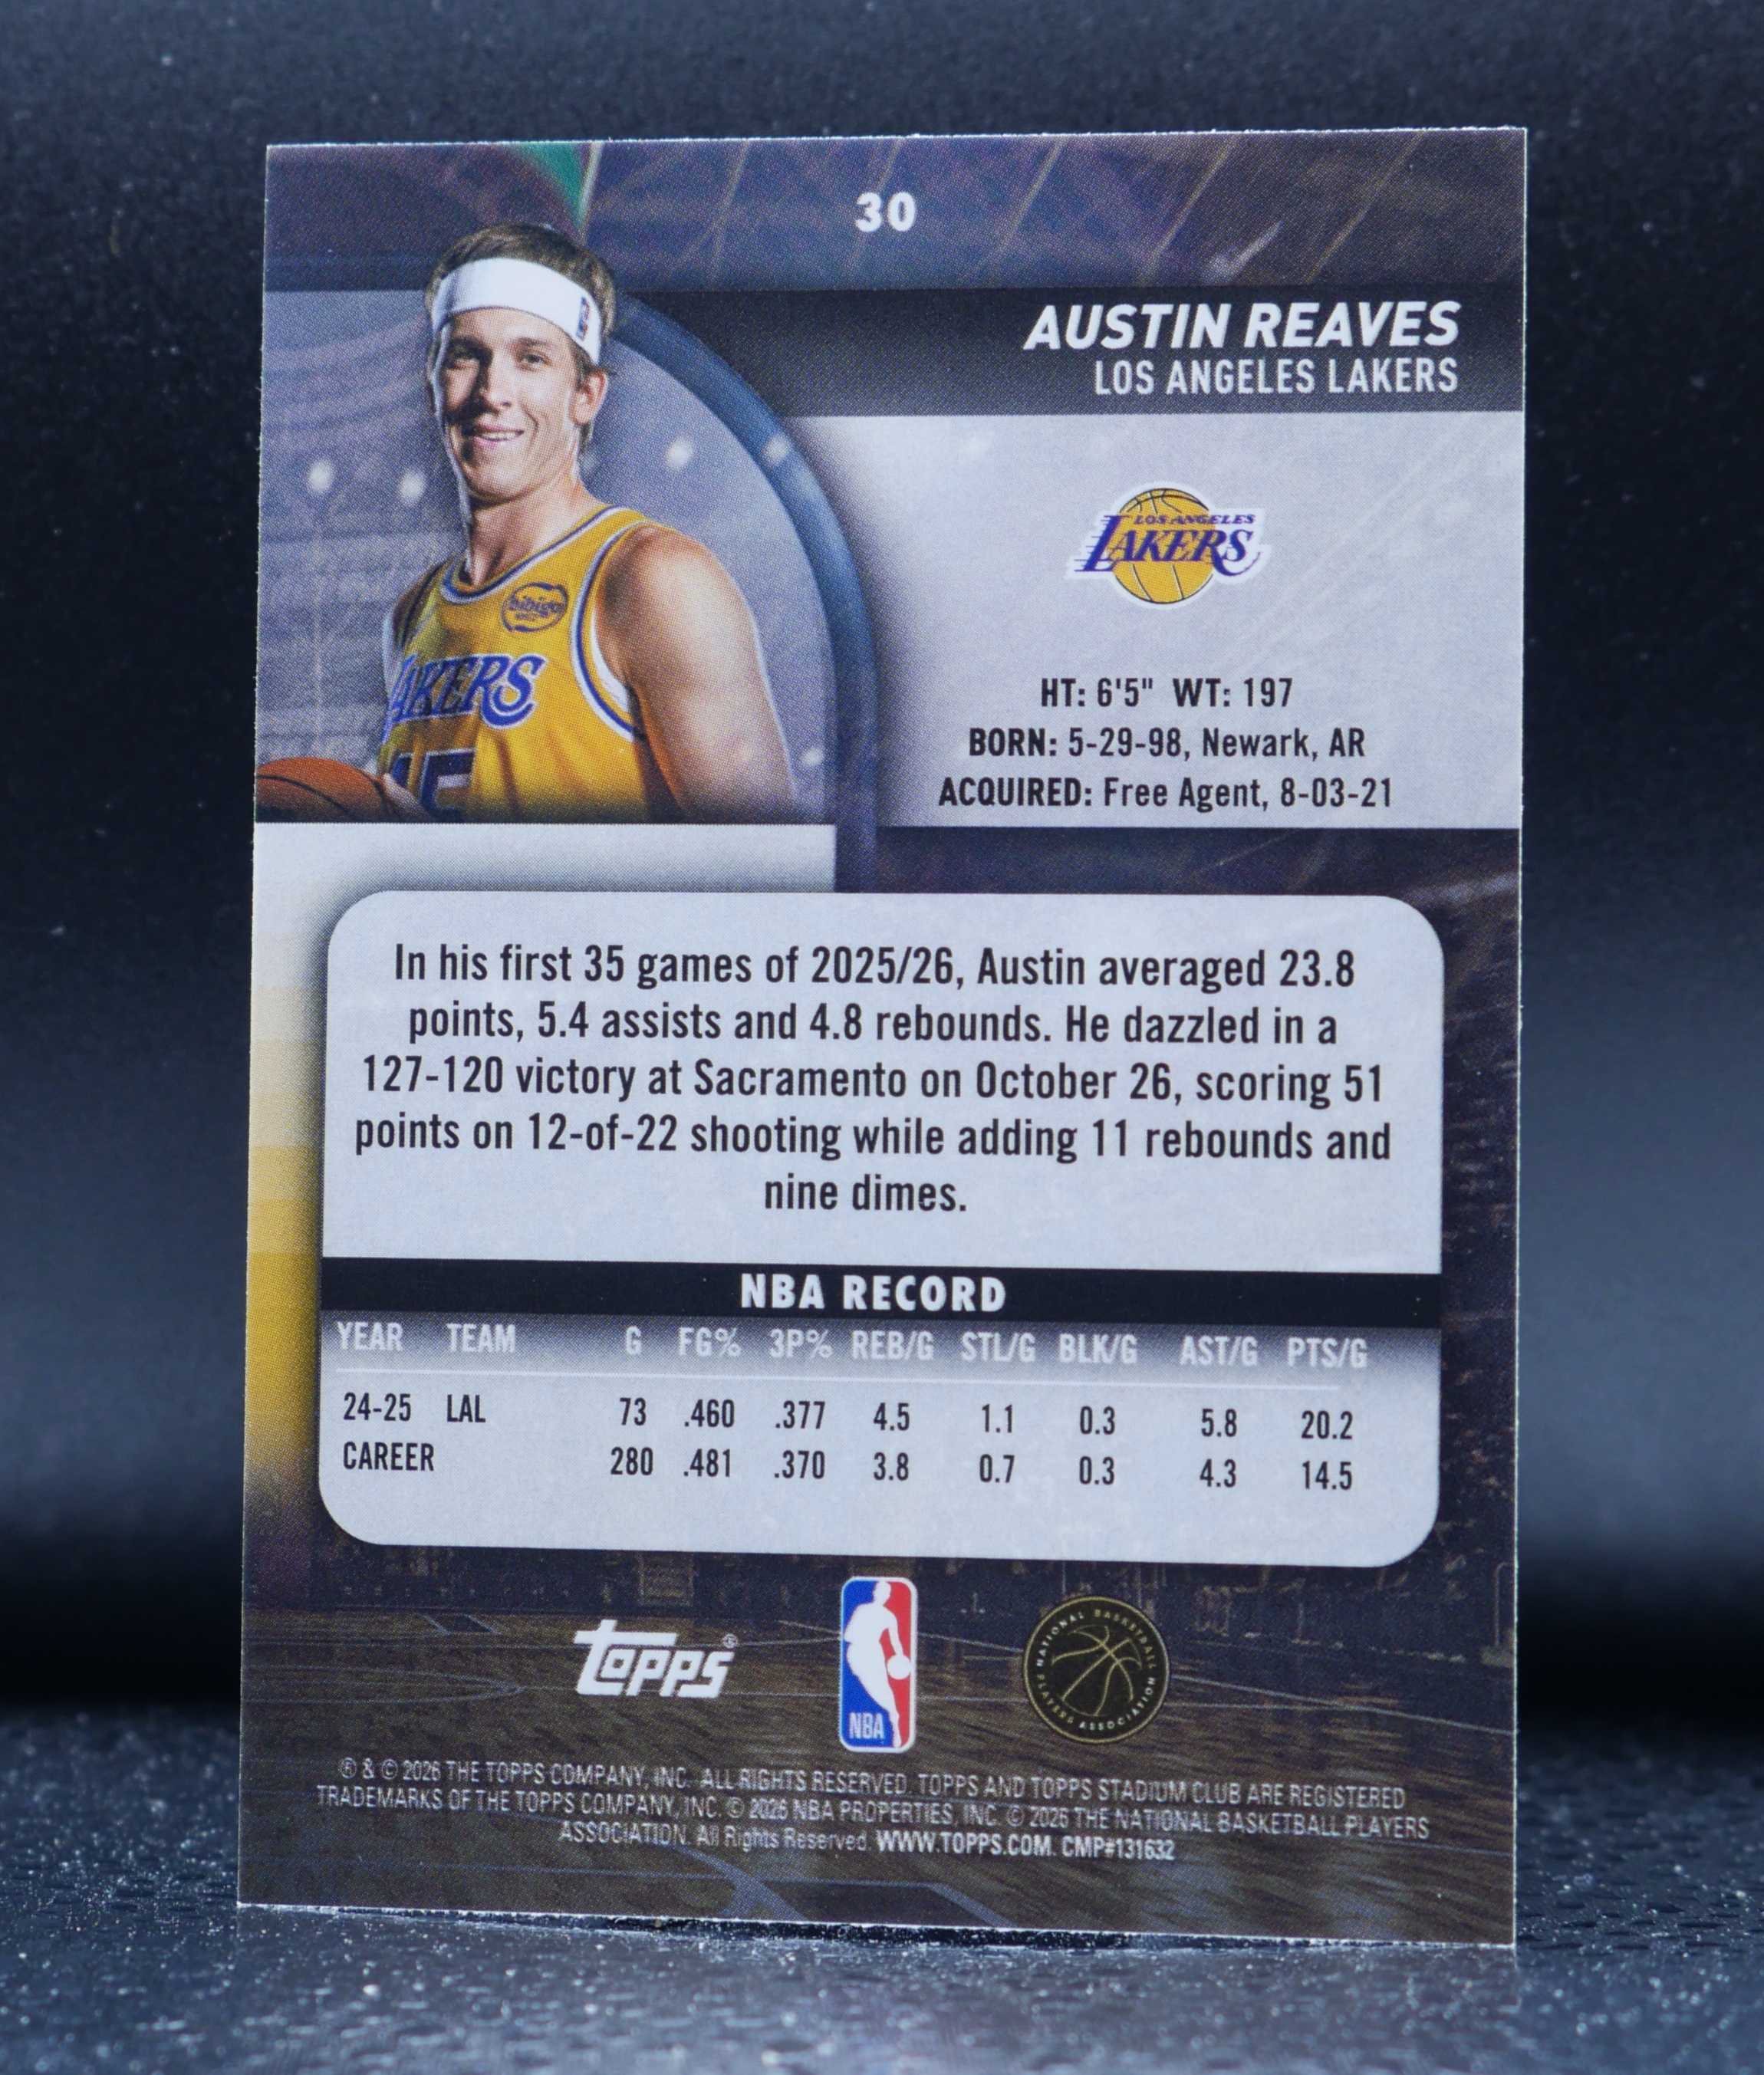 30
AUSTIN REAVES
LOS ANGELES LAKERS
LOS ANGELES
LAKERS
bibigo
LAKERS
15
HT: 6'5" WT: 197
BORN: 5-29-98, Newark, AR
ACQUIRED: Free Agent, 8-03-21
In his first 35 games of 2025/26, Austin averaged 23.8
points, 5.4 assists and 4.8 rebounds. He dazzled in a
127-120 victory at Sacramento on October 26, scoring 51
points on 12-of-22 shooting while adding 11 rebounds and
nine dimes.
NBA RECORD
YEAR TEAM G FG% 3P% REB/G STL/G BLK/G AST/G PTS/G
24-25 LAL 73 .460 .377 4.5 1.1 0.3 5.8 20.2
CAREER 280 .481 .370 3.8 0.7 0.3 4.3 14.5
topps®
NBA
NATIONAL BASKETBALL PLAYERS ASSOCIATION
® & © 2026 THE TOPPS COMPANY, INC. ALL RIGHTS RESERVED. TOPPS AND TOPPS STADIUM CLUB ARE REGISTERED
TRADEMARKS OF THE TOPPS COMPANY, INC. © 2026 NBA PROPERTIES, INC. © 2026 THE NATIONAL BASKETBALL PLAYERS
ASSOCIATION. All Rights Reserved. WWW.TOPPS.COM. CMP#131632